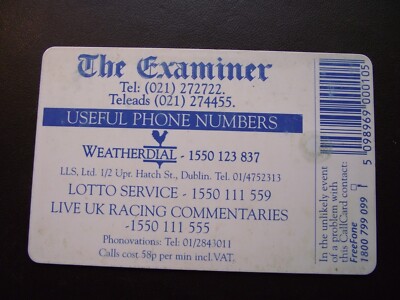 The Examiner
Tel: (021) 272722.
Teleads (021) 274455.
USEFUL PHONE NUMBERS
WEATHERDIAL - 1550 123 837
LLS, Ltd. 1/2 Upr. Hatch St., Dublin. Tel. 01/4752313
LOTTO SERVICE - 1550 111 559
LIVE UK RACING COMMENTARIES
-1550 111 555
Phonovations: Tel: 01/2843011
Calls cost 58p per min incl.VAT.
5 098969 000105
In the unlikely event
of a problem with
this CallCard contact:
FreeFone
1800 799 099